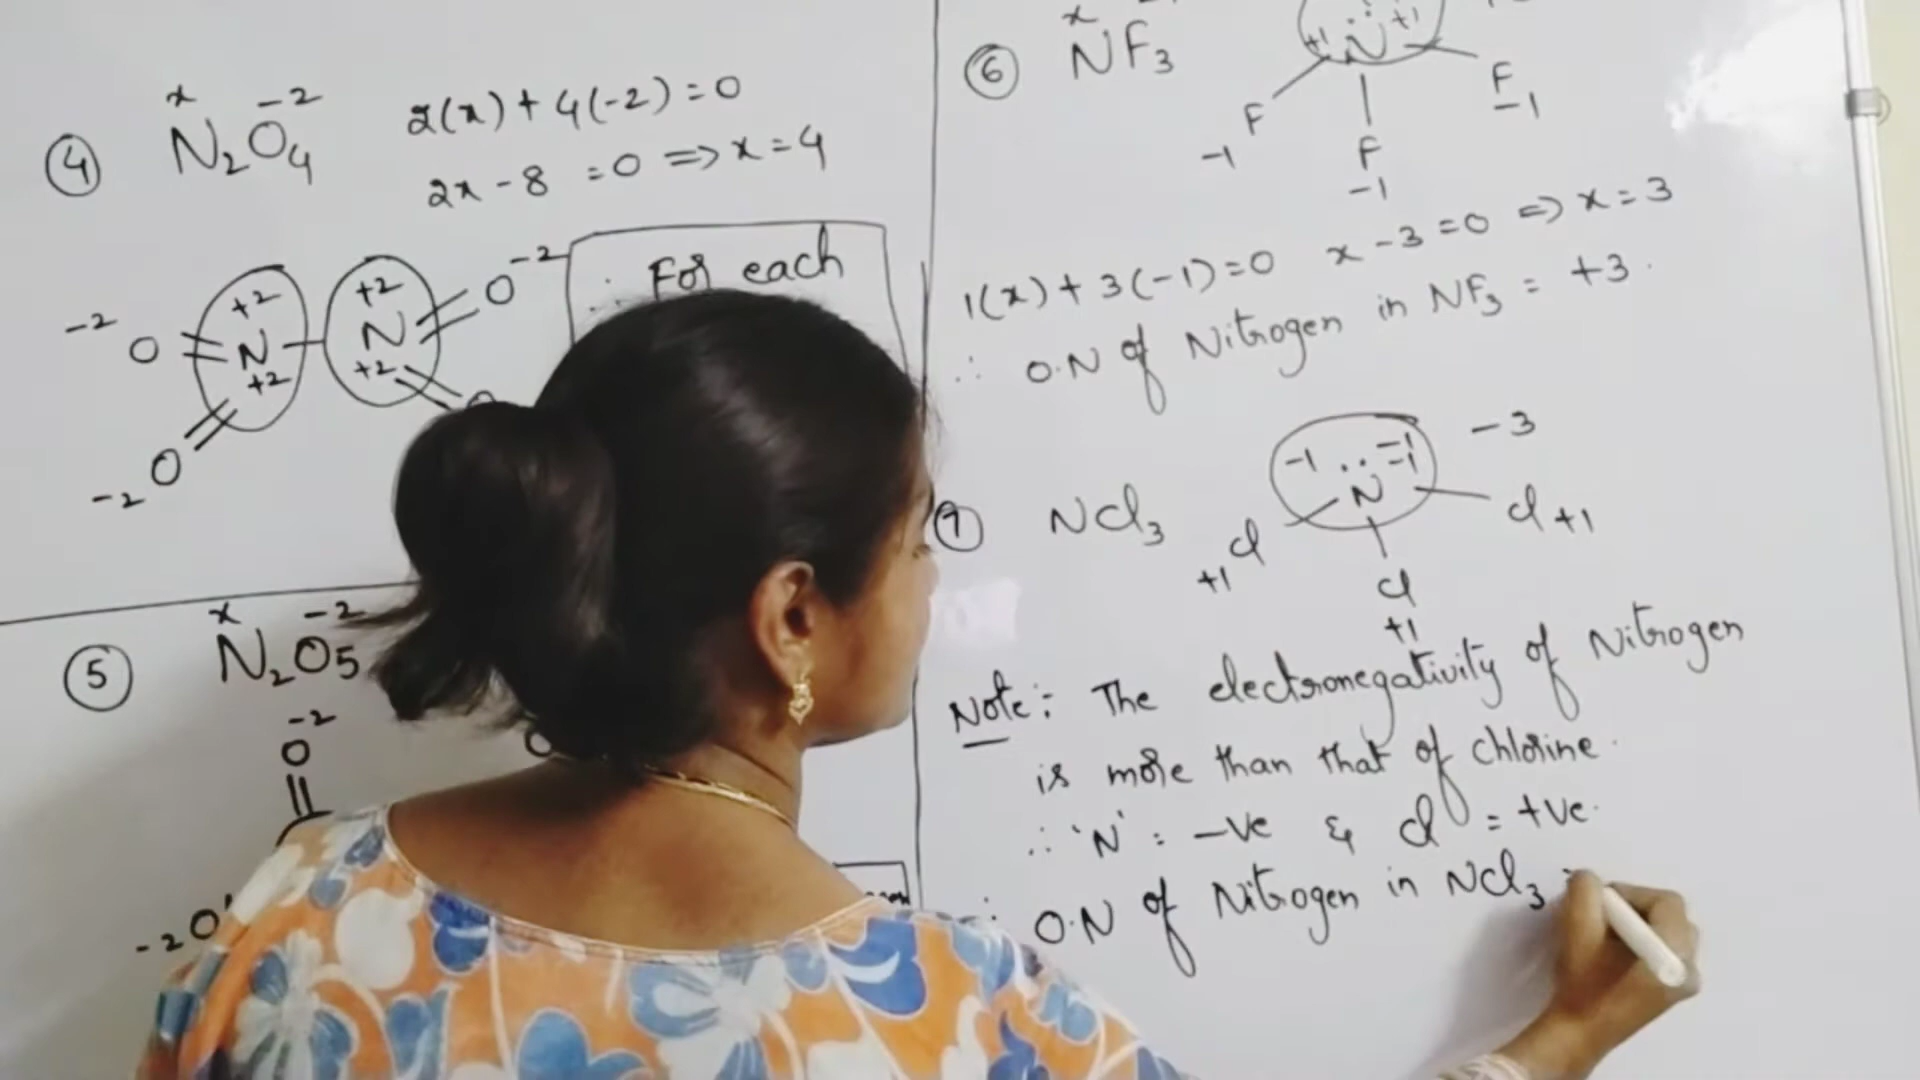 ④ N₂O₄
x -2
2(x) + 4(-2) = 0
2x - 8 = 0 ⇒ x = 4
+2 +2 O -2
-2 O N N
+2 +2
O
-2 O
∴ For each
⑤ N₂O₅
x -2
-2
O
-2 O
⑥ NF₃
x
+1 N +1
F F F
-1 -1 -1
1(x) + 3(-1) = 0 x - 3 = 0 ⇒ x = 3
∴ O.N of Nitrogen in NF₃ = +3.
⑦ NCl₃
-1 -1 -1 -3
N
+1 Cl Cl +1
Cl
+1
Note: The electronegativity of Nitrogen
is more than that of chlorine.
∴ 'N' = -ve & Cl = +ve.
∴ O.N of Nitrogen in NCl₃ =